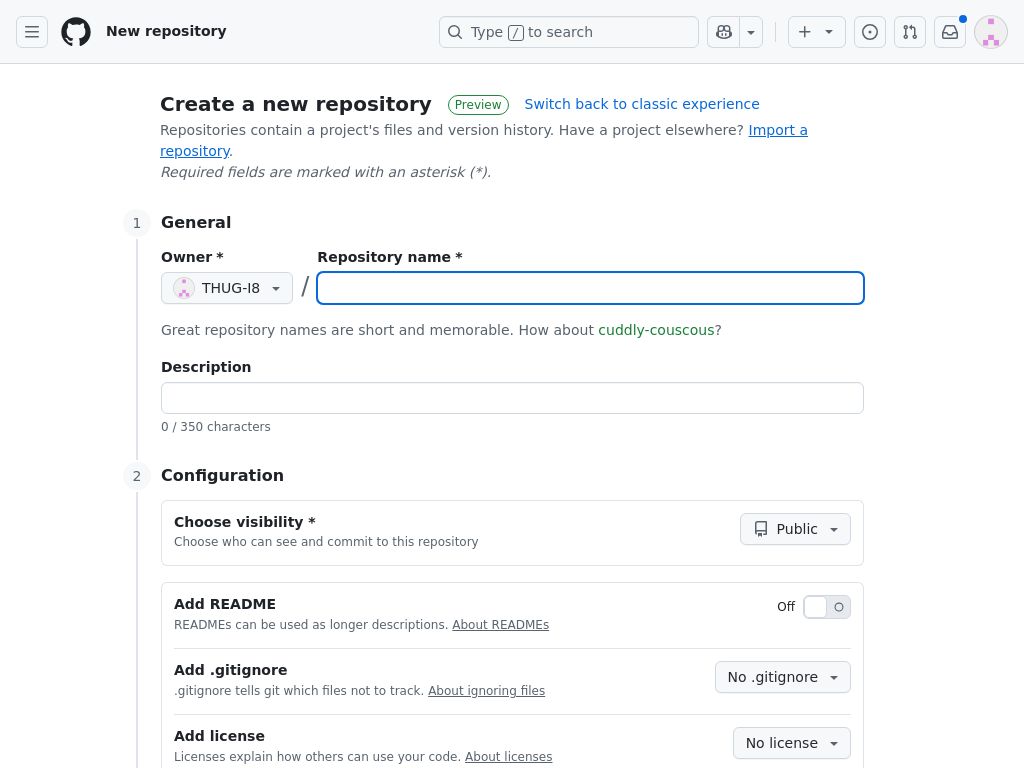 New repository
Type / to search
Create a new repository Preview Switch back to classic experience
Repositories contain a project's files and version history. Have a project elsewhere? Import a
repository.
Required fields are marked with an asterisk (*).
1 General
Owner * Repository name *
THUG-I8 /
Great repository names are short and memorable. How about cuddly-couscous?
Description
0 / 350 characters
2 Configuration
Choose visibility *
Choose who can see and commit to this repository
Public
Add README
READMEs can be used as longer descriptions. About READMEs
Off
Add .gitignore
.gitignore tells git which files not to track. About ignoring files
No .gitignore
Add license
Licenses explain how others can use your code. About licenses
No license